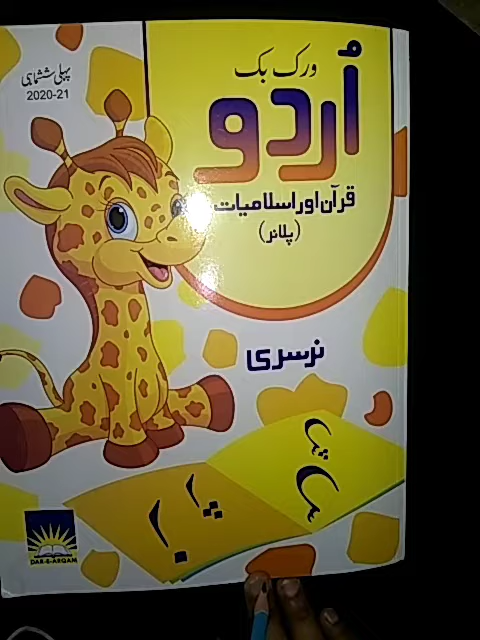 پہلی ششماہی
2020-21
ورک بک
اُردو
قرآن اور اسلامیات
(پلانر)
نرسری
س ش
ب پ
DAR-E-ARQAM